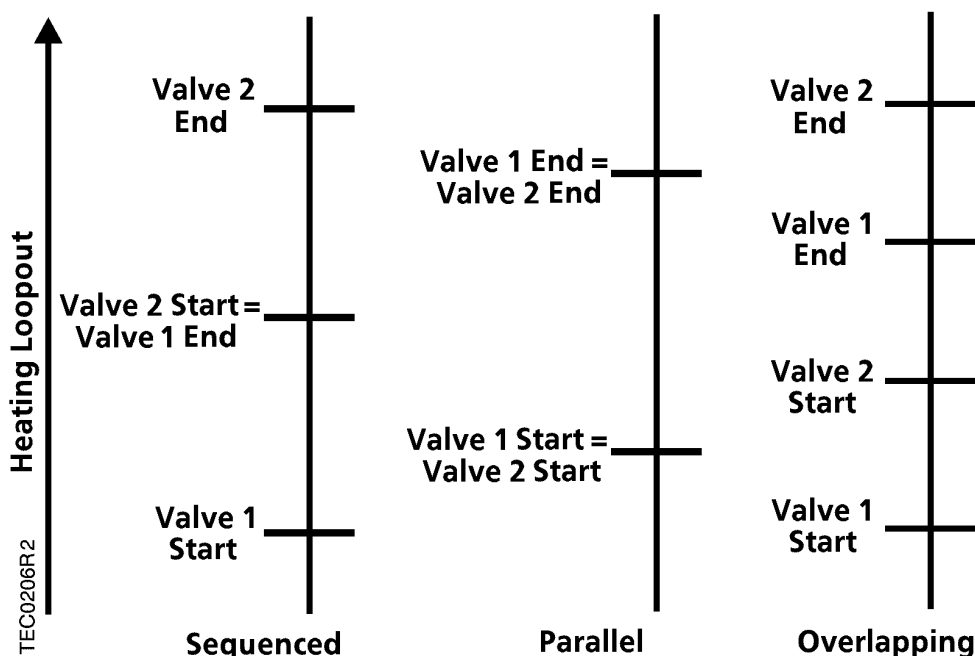 Heating Loopout
TEC0206R2
Valve 2
End
Valve 2 Start =
Valve 1 End
Valve 1
Start
Sequenced
Valve 1 End =
Valve 2 End
Valve 1 Start =
Valve 2 Start
Parallel
Valve 2
End
Valve 1
End
Valve 2
Start
Valve 1
Start
Overlapping